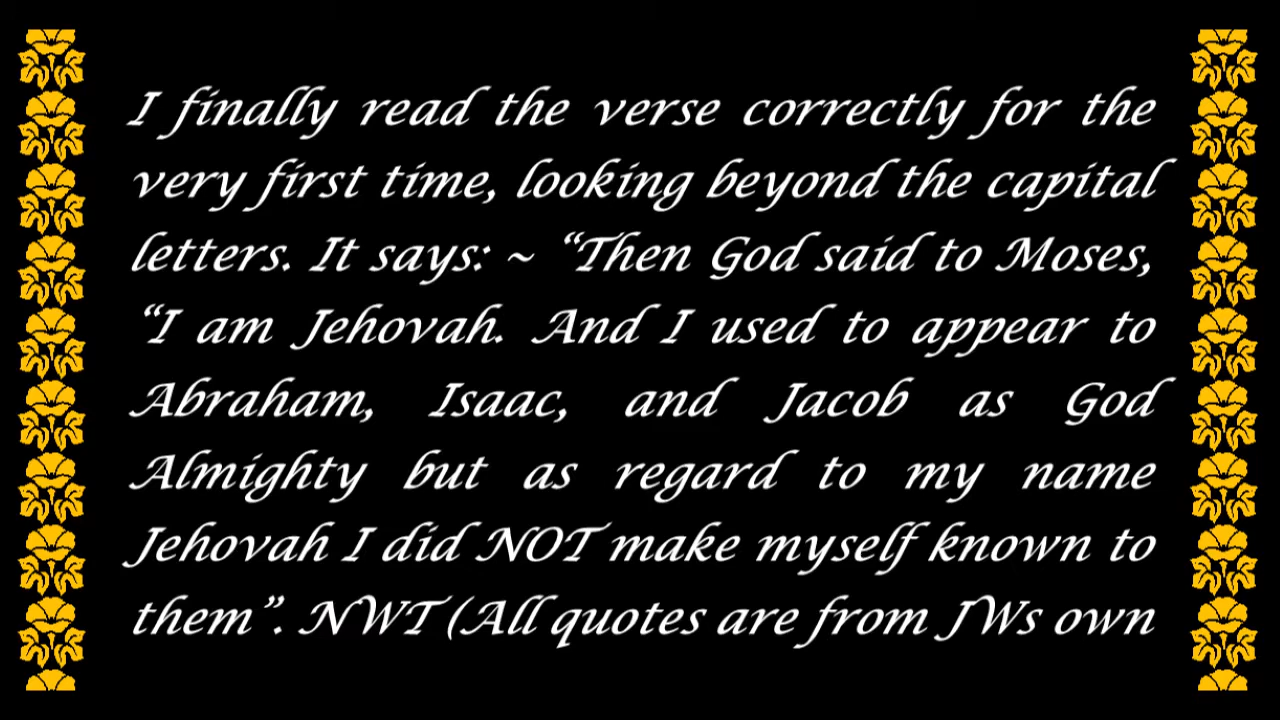 I finally read the verse correctly for the
very first time, looking beyond the capital
letters. It says: ~ “Then God said to Moses,
“I am Jehovah. And I used to appear to
Abraham, Isaac, and Jacob as God
Almighty but as regard to my name
Jehovah I did NOT make myself known to
them”. NWT (All quotes are from JWs own